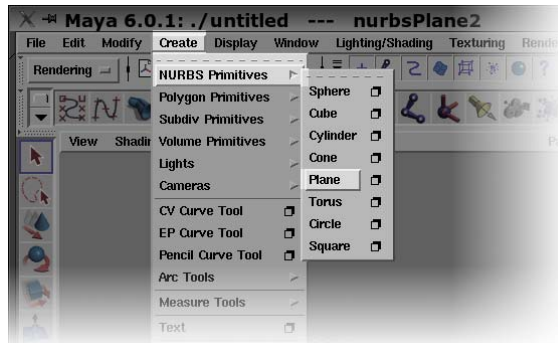 Maya 6.0.1: ./untitled --- nurbsPlane2
File Edit Modify Create Display Window Lighting/Shading Texturing Render
Rendering
NURBS Primitives
Polygon Primitives
Subdiv Primitives
Volume Primitives
Lights
Cameras
CV Curve Tool
EP Curve Tool
Pencil Curve Tool
Arc Tools
Measure Tools
Text
Sphere
Cube
Cylinder
Cone
Plane
Torus
Circle
Square
View Shadin